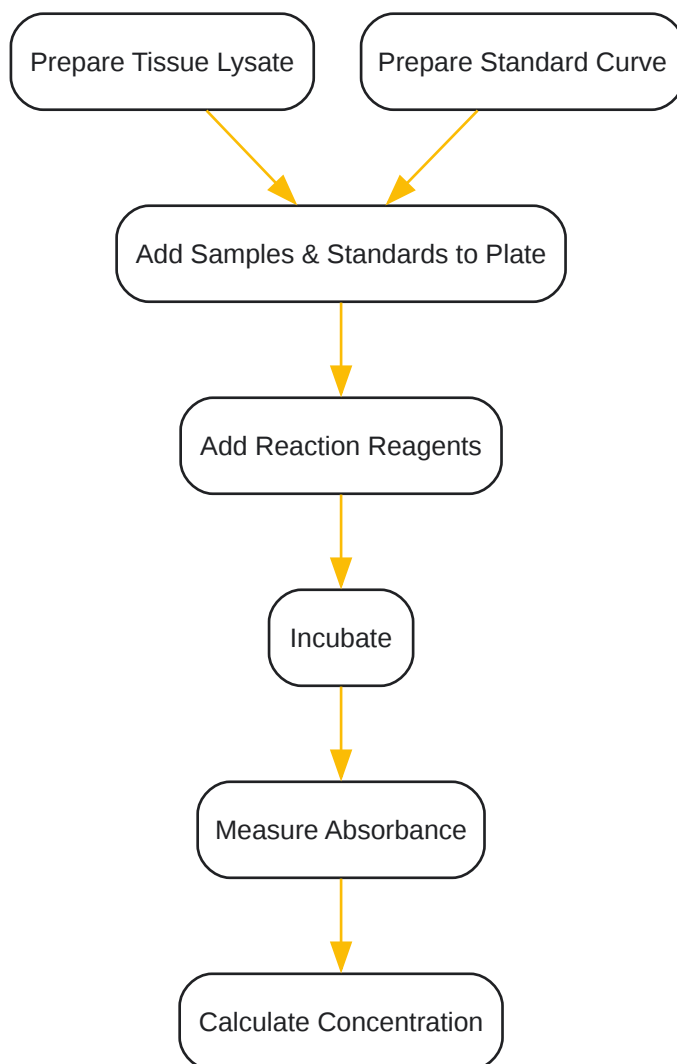 Prepare Tissue Lysate
Prepare Standard Curve
Add Samples & Standards to Plate
Add Reaction Reagents
Incubate
Measure Absorbance
Calculate Concentration